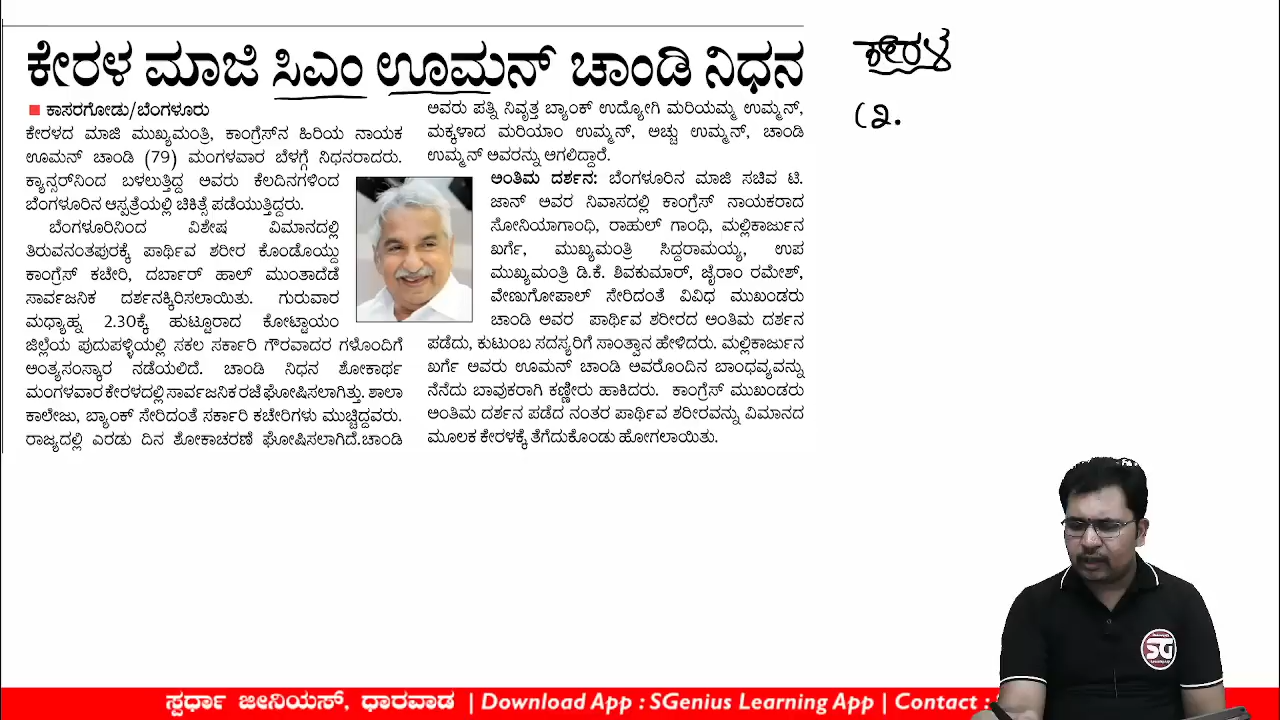 ಕೇರಳ ಮಾಜಿ ಸಿಎಂ ಊಮನ್ ಚಾಂಡಿ ನಿಧನ
ಕಾಸರಗೋಡು/ಬೆಂಗಳೂರು
ಕೇರಳದ ಮಾಜಿ ಮುಖ್ಯಮಂತ್ರಿ, ಕಾಂಗ್ರೆಸ್‌ನ ಹಿರಿಯ ನಾಯಕ
ಊಮನ್ ಚಾಂಡಿ (79) ಮಂಗಳವಾರ ಬೆಳಗ್ಗೆ ನಿಧನರಾದರು.
ಕ್ಯಾನ್ಸರ್‌ನಿಂದ ಬಳಲುತ್ತಿದ್ದ ಅವರು ಕೆಲದಿನಗಳಿಂದ
ಬೆಂಗಳೂರಿನ ಆಸ್ಪತ್ರೆಯಲ್ಲಿ ಚಿಕಿತ್ಸೆ ಪಡೆಯುತ್ತಿದ್ದರು.
ಬೆಂಗಳೂರಿನಿಂದ ವಿಶೇಷ ವಿಮಾನದಲ್ಲಿ
ತಿರುವನಂತಪುರಕ್ಕೆ ಪಾರ್ಥಿವ ಶರೀರ ಕೊಂಡೊಯ್ದು
ಕಾಂಗ್ರೆಸ್ ಕಚೇರಿ, ದರ್ಬಾರ್ ಹಾಲ್ ಮುಂತಾದೆಡೆ
ಸಾರ್ವಜನಿಕ ದರ್ಶನಕ್ಕಿರಿಸಲಾಯಿತು. ಗುರುವಾರ
ಮಧ್ಯಾಹ್ನ 2.30ಕ್ಕೆ ಹುಟ್ಟೂರಾದ ಕೋಟ್ಟಾಯಂ
ಜಿಲ್ಲೆಯ ಪುದುಪಳ್ಳಿಯಲ್ಲಿ ಸಕಲ ಸರ್ಕಾರಿ ಗೌರವಾದರ ಗಳೊಂದಿಗೆ
ಅಂತ್ಯಸಂಸ್ಕಾರ ನಡೆಯಲಿದೆ. ಚಾಂಡಿ ನಿಧನ ಶೋಕಾರ್ಥ
ಮಂಗಳವಾರ ಕೇರಳದಲ್ಲಿ ಸಾರ್ವಜನಿಕ ರಜೆ ಘೋಷಿಸಲಾಗಿತ್ತು. ಶಾಲಾ
ಕಾಲೇಜು, ಬ್ಯಾಂಕ್ ಸೇರಿದಂತೆ ಸರ್ಕಾರಿ ಕಚೇರಿಗಳು ಮುಚ್ಚಿದ್ದವರು.
ರಾಜ್ಯದಲ್ಲಿ ಎರಡು ದಿನ ಶೋಕಾಚರಣೆ ಘೋಷಿಸಲಾಗಿದೆ.ಚಾಂಡಿ
ಅವರು ಪತ್ನಿ ನಿವೃತ್ತ ಬ್ಯಾಂಕ್ ಉದ್ಯೋಗಿ ಮರಿಯಮ್ಮ ಉಮ್ಮನ್,
ಮಕ್ಕಳಾದ ಮರಿಯಾಂ ಉಮ್ಮನ್, ಅಚ್ಚು ಉಮ್ಮನ್, ಚಾಂಡಿ
ಉಮ್ಮನ್ ಅವರನ್ನು ಅಗಲಿದ್ದಾರೆ.
ಅಂತಿಮ ದರ್ಶನ: ಬೆಂಗಳೂರಿನ ಮಾಜಿ ಸಚಿವ ಟಿ.
ಜಾನ್ ಅವರ ನಿವಾಸದಲ್ಲಿ ಕಾಂಗ್ರೆಸ್ ನಾಯಕರಾದ
ಸೋನಿಯಾಗಾಂಧಿ, ರಾಹುಲ್ ಗಾಂಧಿ, ಮಲ್ಲಿಕಾರ್ಜುನ
ಖರ್ಗೆ, ಮುಖ್ಯಮಂತ್ರಿ ಸಿದ್ದರಾಮಯ್ಯ, ಉಪ
ಮುಖ್ಯಮಂತ್ರಿ ಡಿ.ಕೆ. ಶಿವಕುಮಾರ್, ಜೈರಾಂ ರಮೇಶ್,
ವೇಣುಗೋಪಾಲ್ ಸೇರಿದಂತೆ ವಿವಿಧ ಮುಖಂಡರು
ಚಾಂಡಿ ಅವರ ಪಾರ್ಥಿವ ಶರೀರದ ಅಂತಿಮ ದರ್ಶನ
ಪಡೆದು, ಕುಟುಂಬ ಸದಸ್ಯರಿಗೆ ಸಾಂತ್ವಾನ ಹೇಳಿದರು. ಮಲ್ಲಿಕಾರ್ಜುನ
ಖರ್ಗೆ ಅವರು ಊಮನ್ ಚಾಂಡಿ ಅವರೊಂದಿನ ಬಾಂಧವ್ಯವನ್ನು
ನೆನೆದು ಬಾವುಕರಾಗಿ ಕಣ್ಣೀರು ಹಾಕಿದರು. ಕಾಂಗ್ರೆಸ್ ಮುಖಂಡರು
ಅಂತಿಮ ದರ್ಶನ ಪಡೆದ ನಂತರ ಪಾರ್ಥಿವ ಶರೀರವನ್ನು ವಿಮಾನದ
ಮೂಲಕ ಕೇರಳಕ್ಕೆ ತೆಗೆದುಕೊಂಡು ಹೋಗಲಾಯಿತು.
ಕೇರಳ
SG
ಸ್ಪರ್ಧಾ ಜೀನಿಯಸ್, ಧಾರವಾಡ | Download App : SGenius Learning App | Contact :